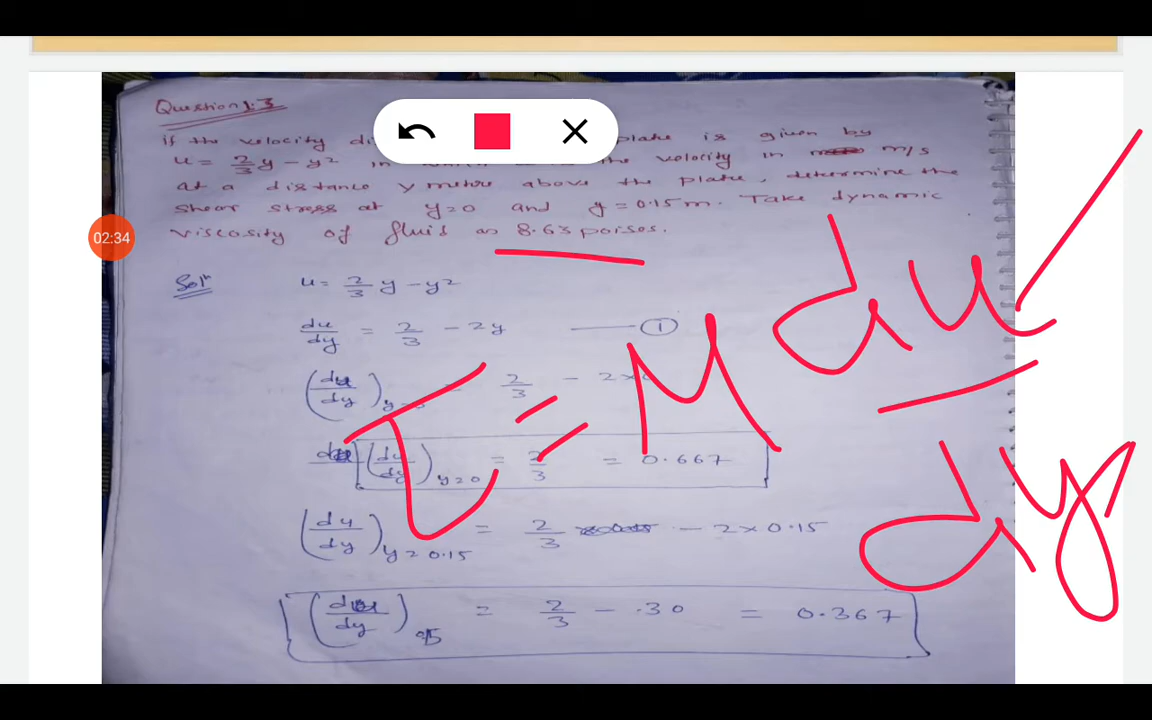 Question 1.3
If the velocity di plate is given by
u = 2/3 y - y² in the velocity in m/s
at a distance y metre above the plate, determine the
shear stress at y=0 and y=0.15m. Take dynamic
viscosity of fluid as 8.63 poises.
02:34
Solⁿ u = 2/3 y - y²
du/dy = 2/3 - 2y ①
(du/dy) y 2/3 - 2×
(du/dy) y=0 = 2/3 = 0.667
(du/dy) y=0.15 = 2/3 - 2×0.15
(du/dy) = 2/3 - .30 = 0.367
τ = μ du/dy